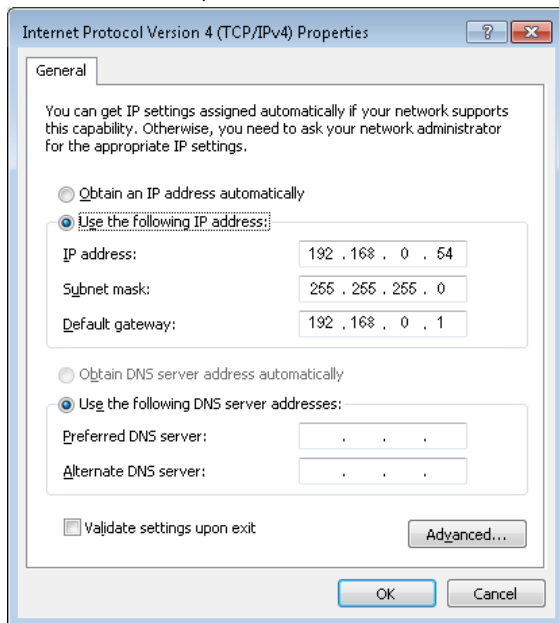 Internet Protocol Version 4 (TCP/IPv4) Properties
General
You can get IP settings assigned automatically if your network supports
this capability. Otherwise, you need to ask your network administrator
for the appropriate IP settings.
Obtain an IP address automatically
Use the following IP address:
IP address: 192 . 168 . 0 . 54
Subnet mask: 255 . 255 . 255 . 0
Default gateway: 192 . 168 . 0 . 1
Obtain DNS server address automatically
Use the following DNS server addresses:
Preferred DNS server: . . .
Alternate DNS server: . . .
Validate settings upon exit
Advanced...
OK Cancel